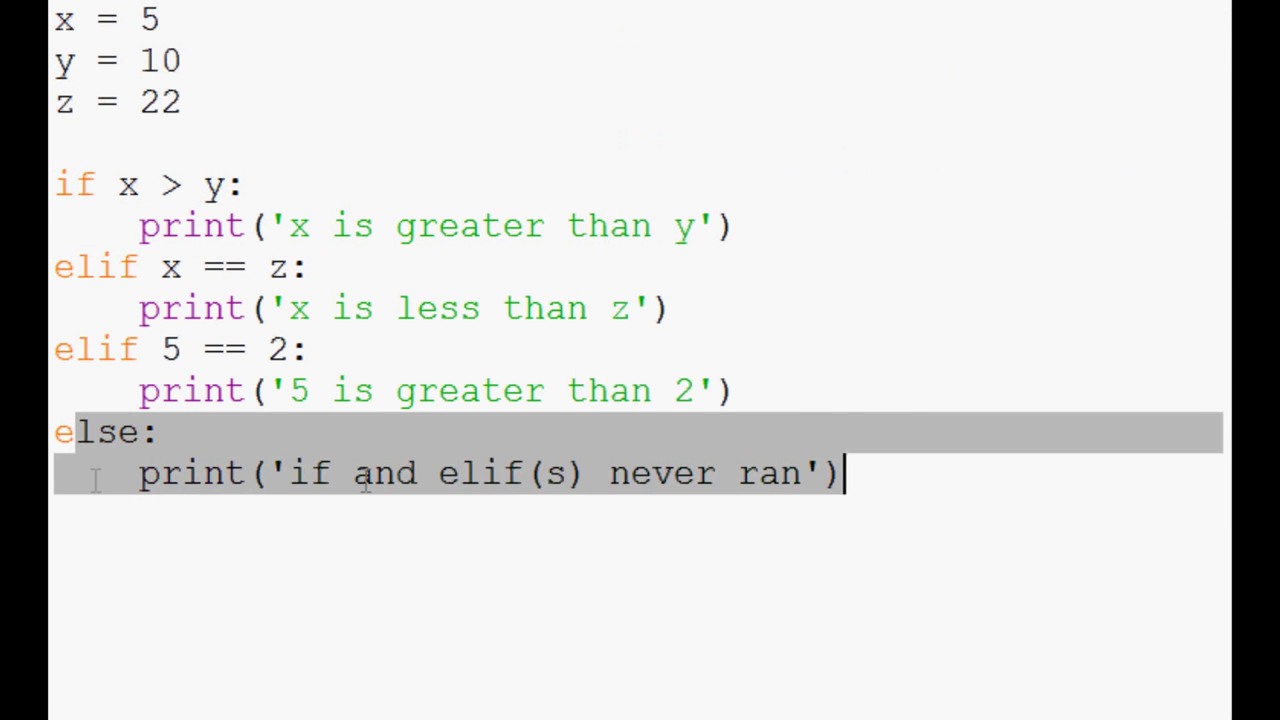 x = 5
y = 10
z = 22
if x > y:
    print('x is greater than y')
elif x == z:
    print('x is less than z')
elif 5 == 2:
    print('5 is greater than 2')
else:
    print('if and elif(s) never ran')